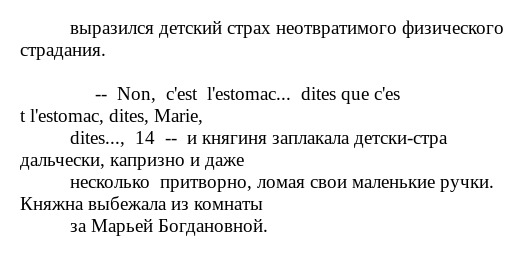 выразился детский страх неотвратимого физического
страдания.
-- Non, c'est l'estomac... dites que c'es
t l'estomac, dites, Marie,
dites..., 14 -- и княгиня заплакала детски-стра
дальчески, капризно и даже
несколько притворно, ломая свои маленькие ручки.
Княжна выбежала из комнаты
за Марьей Богдановной.